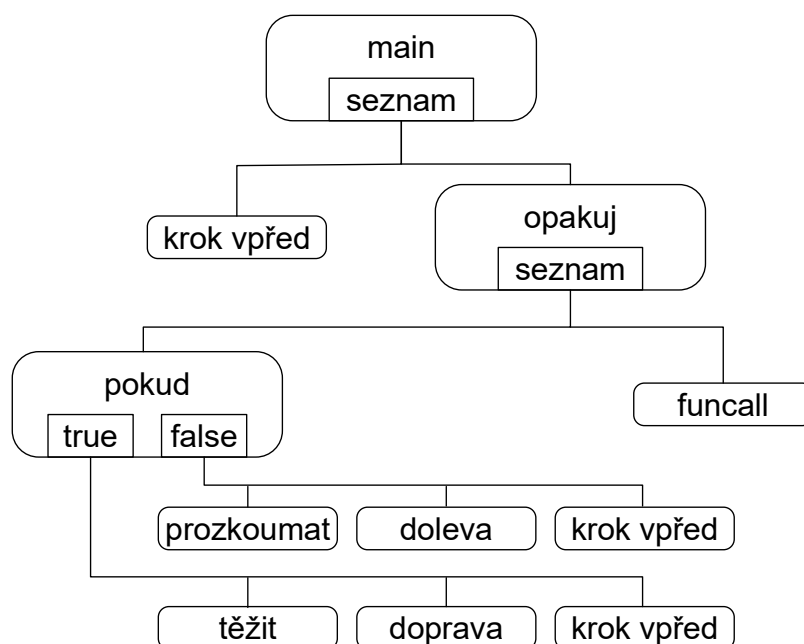 main
seznam
krok vpřed
opakuj
seznam
pokud
true
false
funcall
prozkoumat
doleva
krok vpřed
těžit
doprava
krok vpřed